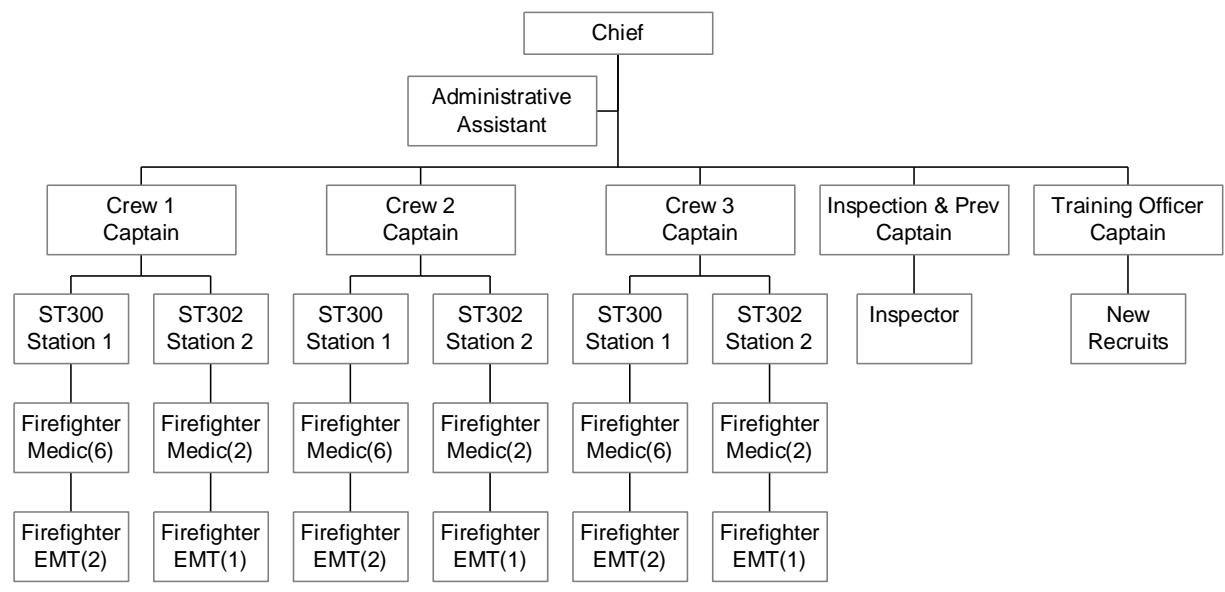 Chief
Administrative
Assistant
Crew 1
Captain
Crew 2
Captain
Crew 3
Captain
Inspection & Prev
Captain
Training Officer
Captain
ST300
Station 1
ST302
Station 2
ST300
Station 1
ST302
Station 2
ST300
Station 1
ST302
Station 2
Inspector
New
Recruits
Firefighter
Medic(6)
Firefighter
Medic(2)
Firefighter
Medic(6)
Firefighter
Medic(2)
Firefighter
Medic(6)
Firefighter
Medic(2)
Firefighter
EMT(2)
Firefighter
EMT(1)
Firefighter
EMT(2)
Firefighter
EMT(1)
Firefighter
EMT(2)
Firefighter
EMT(1)